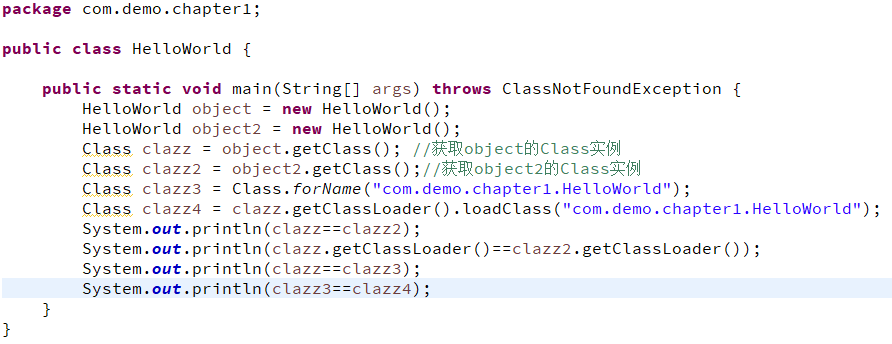 package com.demo.chapter1;
public class HelloWorld {
public static void main(String[] args) throws ClassNotFoundException {
HelloWorld object = new HelloWorld();
HelloWorld object2 = new HelloWorld();
Class clazz = object.getClass(); //获取object的Class实例
Class clazz2 = object2.getClass();//获取object2的Class实例
Class clazz3 = Class.forName("com.demo.chapter1.HelloWorld");
Class clazz4 = clazz.getClassLoader().loadClass("com.demo.chapter1.HelloWorld");
System.out.println(clazz==clazz2);
System.out.println(clazz.getClassLoader()==clazz2.getClassLoader());
System.out.println(clazz==clazz3);
System.out.println(clazz3==clazz4);
}
}